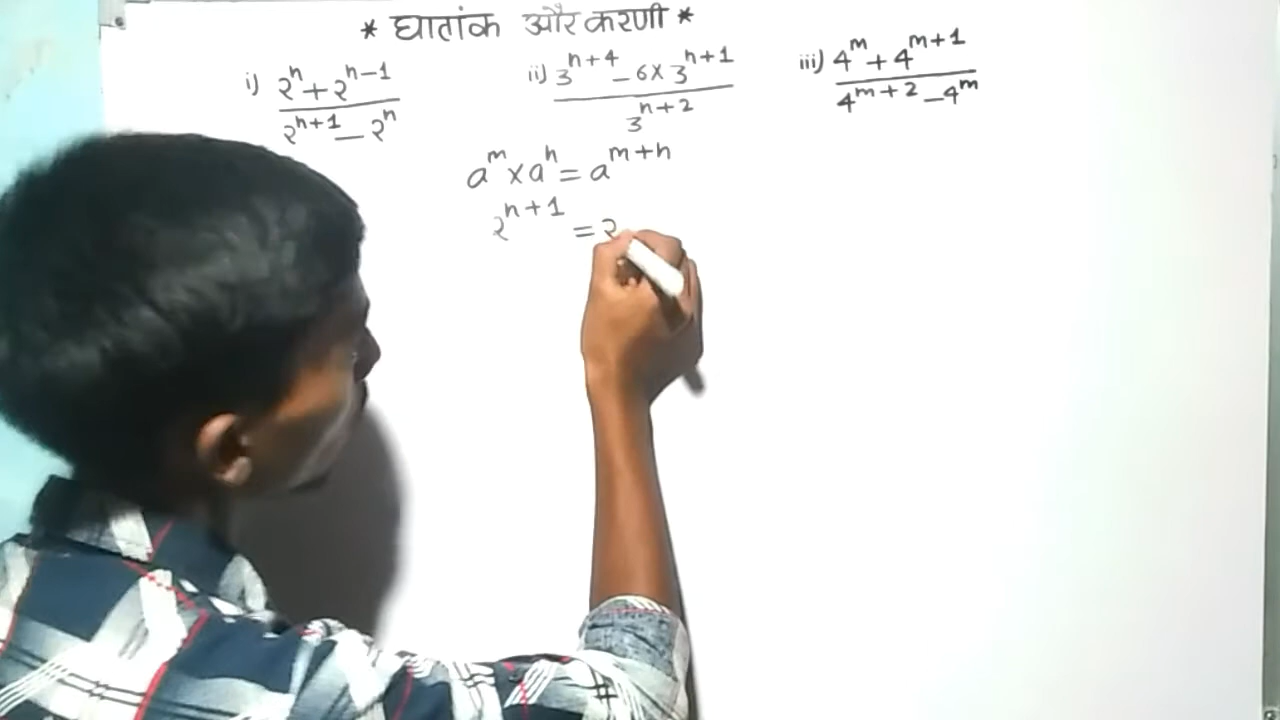 * घातांक और करणी *
i) (2^n + 2^(n-1)) / (2^(n+1) - 2^n)
ii) (3^(n+4) - 6 × 3^(n+1)) / 3^(n+2)
iii) (4^m + 4^(m+1)) / (4^(m+2) - 4^m)
a^m × a^n = a^(m+n)
2^(n+1) = 2